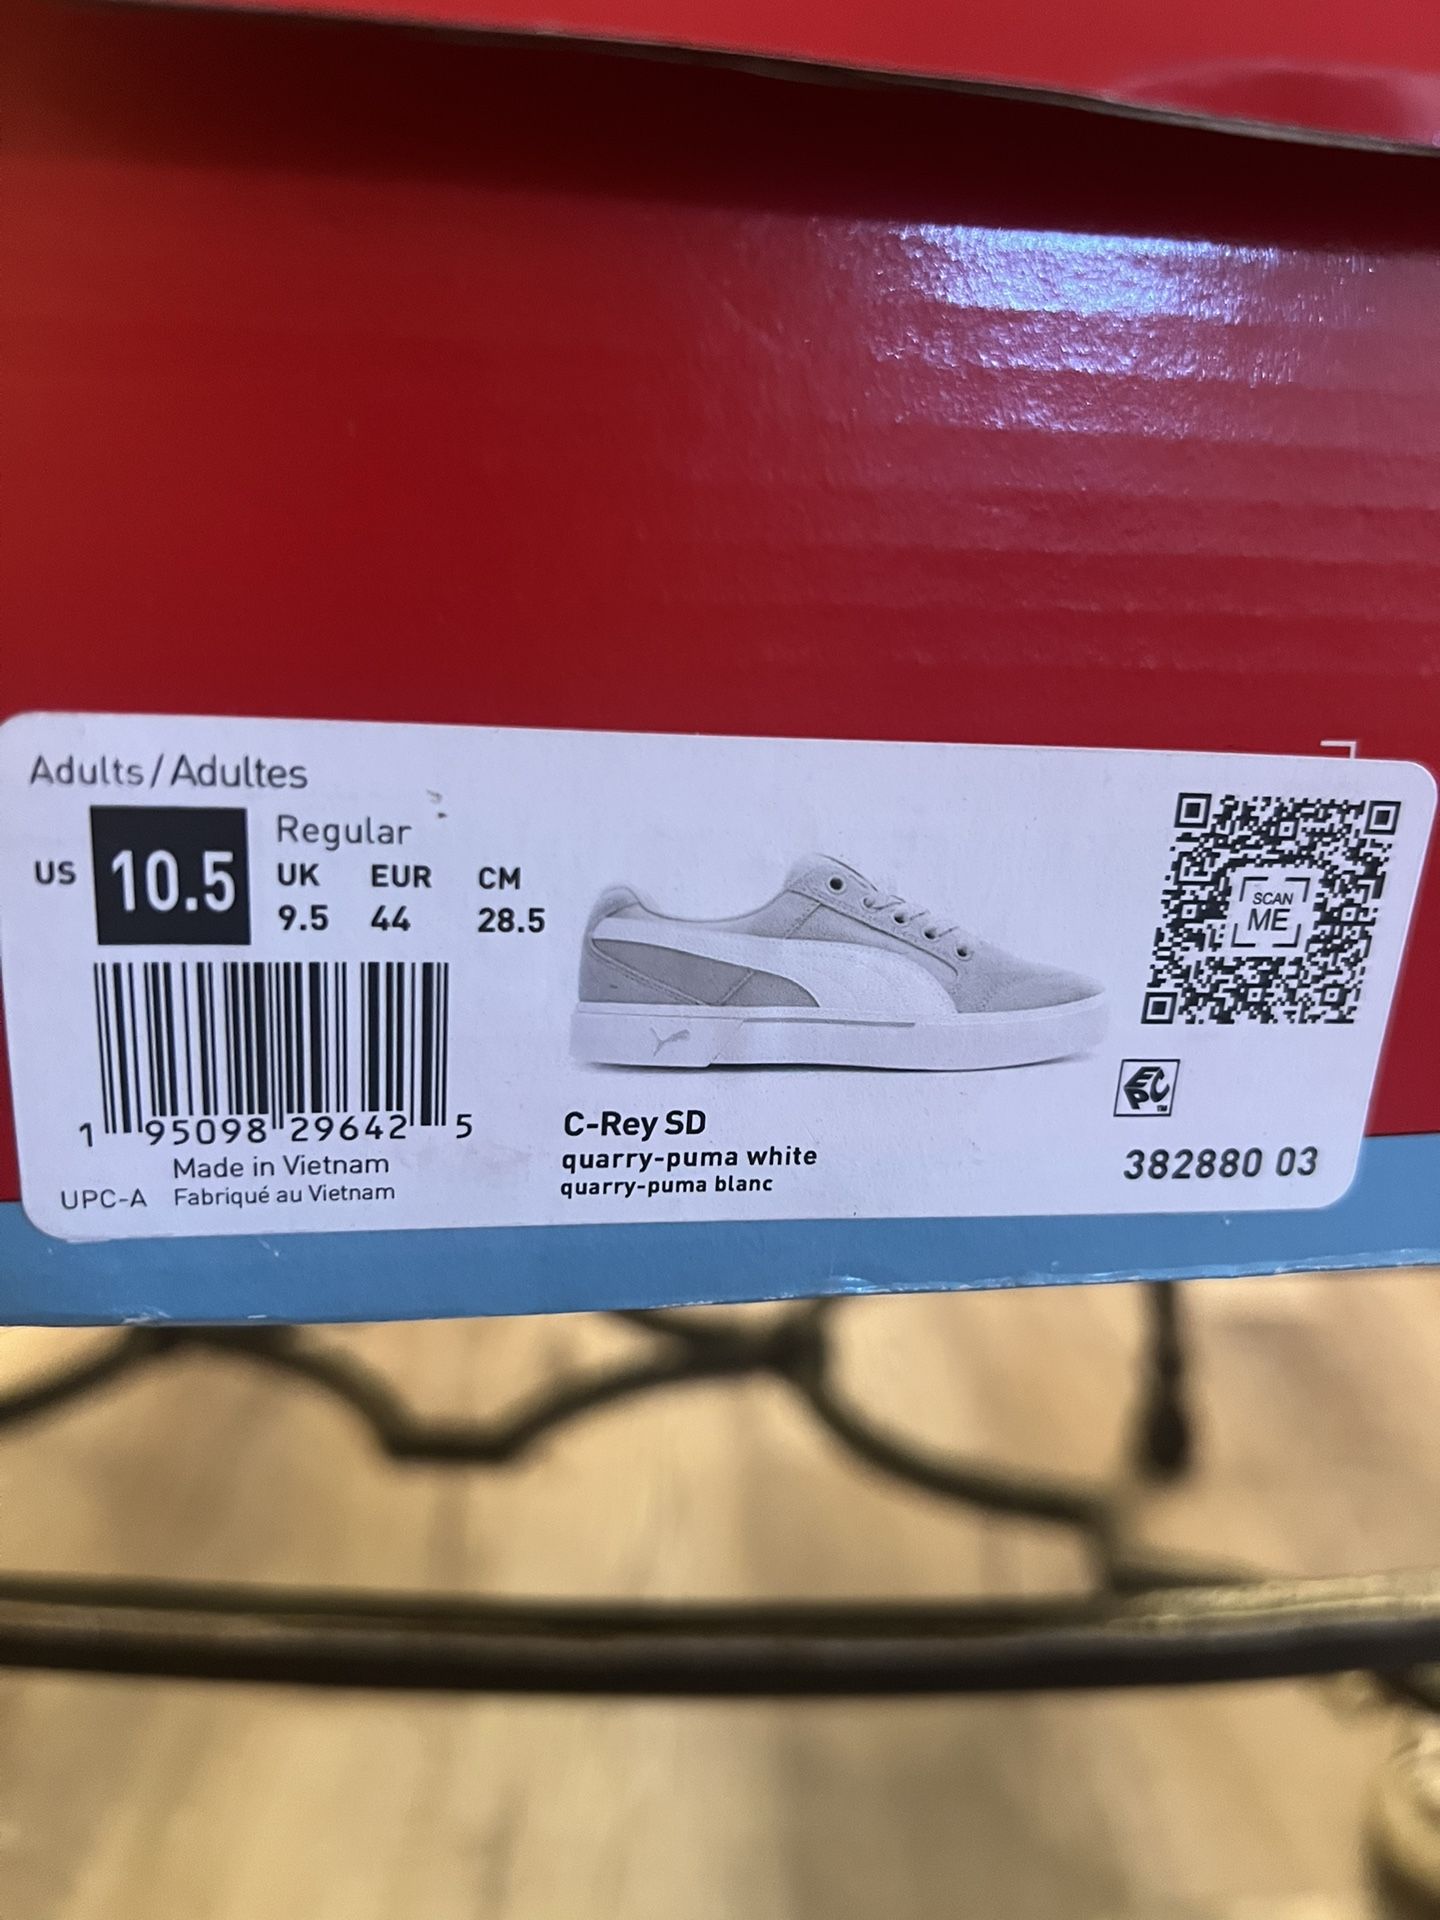 Adults/Adultes
US 10.5
Regular
UK EUR CM
9.5 44 28.5
1 95098 29642 5
Made in Vietnam
UPC-A Fabriqué au Vietnam
C-Rey SD
quarry-puma white
quarry-puma blanc
SCAN
ME
EPC™
382880 03